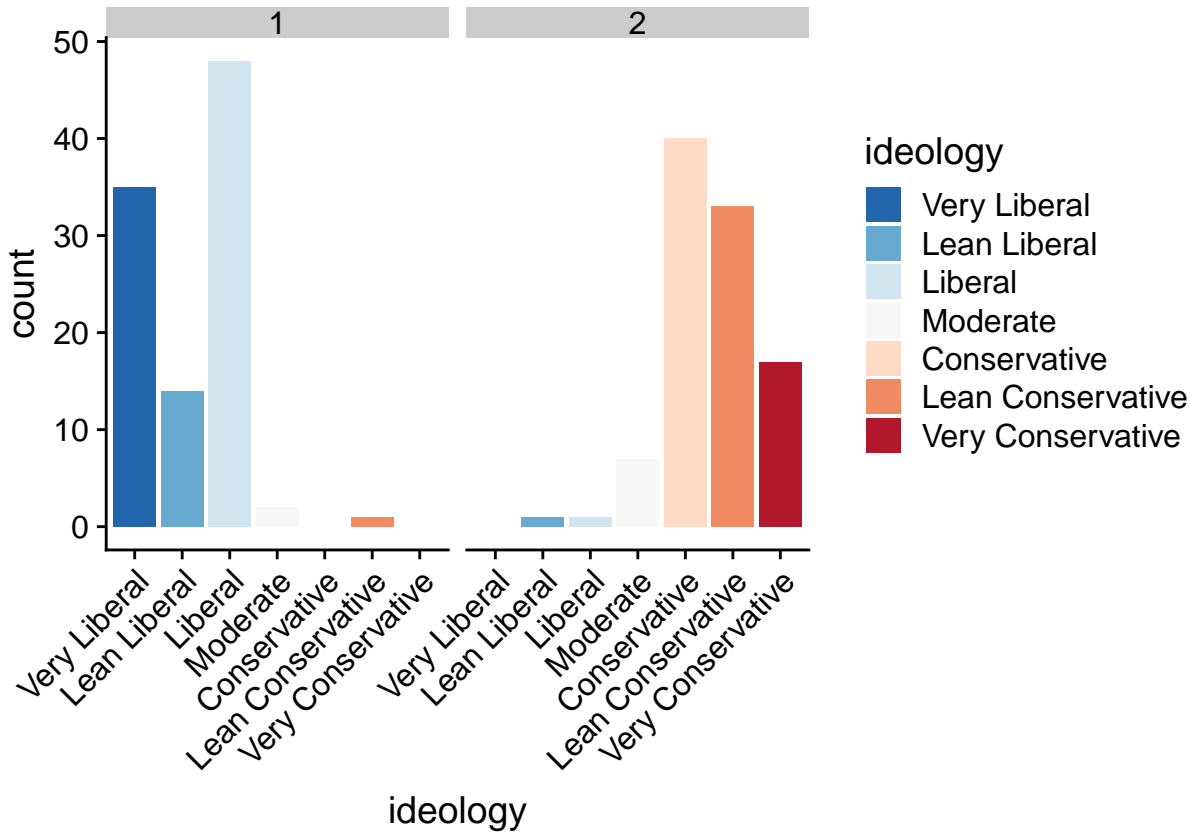 1
2
count
50
40
30
20
10
0
Very Liberal
Lean Liberal
Liberal
Moderate
Conservative
Lean Conservative
Very Conservative
Very Liberal
Lean Liberal
Liberal
Moderate
Conservative
Lean Conservative
Very Conservative
ideology
ideology
Very Liberal
Lean Liberal
Liberal
Moderate
Conservative
Lean Conservative
Very Conservative